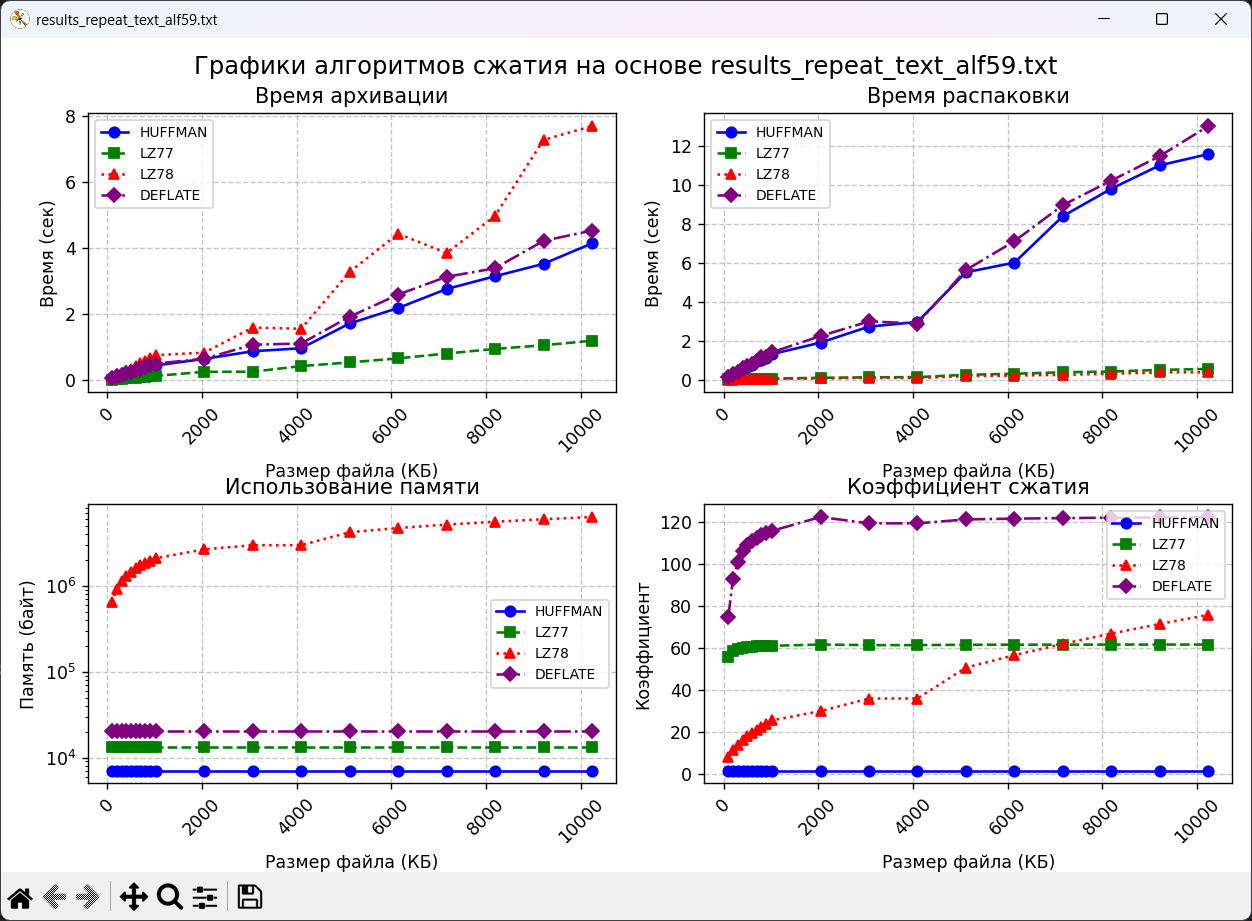 results_repeat_text_alf59.txt
Графики алгоритмов сжатия на основе results_repeat_text_alf59.txt
Время архивации
HUFFMAN
LZ77
LZ78
DEFLATE
Время (сек)
8
6
4
2
0
0
2000
4000
6000
8000
10000
Размер файла (КБ)
Время распаковки
HUFFMAN
LZ77
LZ78
DEFLATE
Время (сек)
12
10
8
6
4
2
0
0
2000
4000
6000
8000
10000
Размер файла (КБ)
Использование памяти
HUFFMAN
LZ77
LZ78
DEFLATE
Память (байт)
10⁶
10⁵
10⁴
0
2000
4000
6000
8000
10000
Размер файла (КБ)
Коэффициент сжатия
HUFFMAN
LZ77
LZ78
DEFLATE
Коэффициент
120
100
80
60
40
20
0
0
2000
4000
6000
8000
10000
Размер файла (КБ)